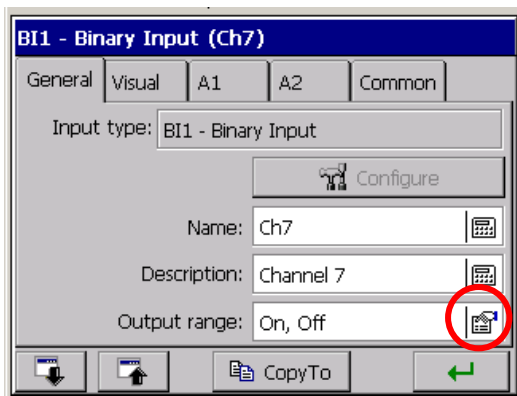 BI1 - Binary Input (Ch7)
General Visual A1 A2 Common
Input type: BI1 - Binary Input
Configure
Name: Ch7
Description: Channel 7
Output range: On, Off
CopyTo